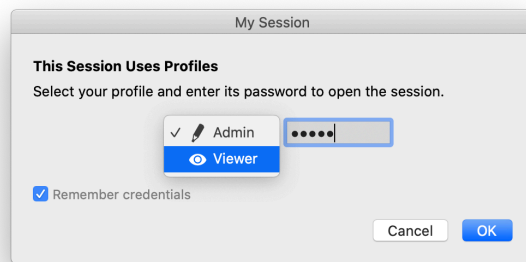 My Session
This Session Uses Profiles
Select your profile and enter its password to open the session.
Admin
Viewer
Remember credentials
Cancel OK